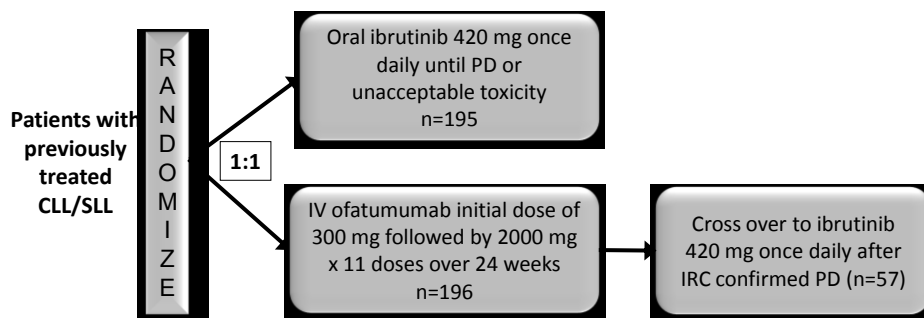 Patients with
previously
treated
CLL/SLL
R
A
N
D
O
M
I
Z
E
1:1
Oral ibrutinib 420 mg once
daily until PD or
unacceptable toxicity
n=195
IV ofatumumab initial dose of
300 mg followed by 2000 mg
x 11 doses over 24 weeks
n=196
Cross over to ibrutinib
420 mg once daily after
IRC confirmed PD (n=57)